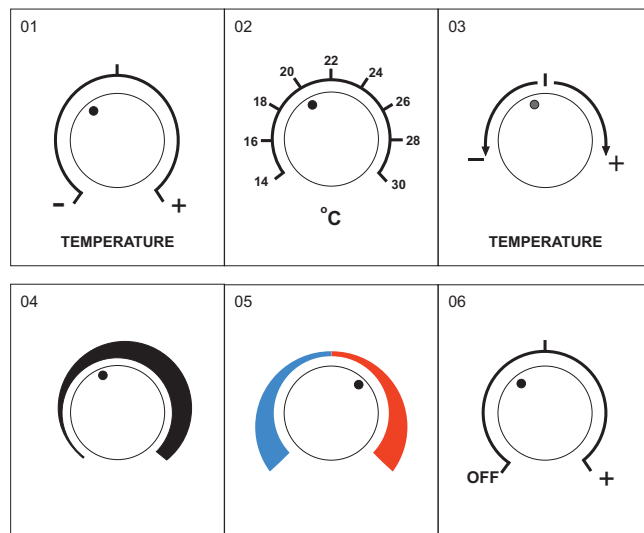 01
- +
TEMPERATURE
02
14 16 18 20 22 24 26 28 30
°C
03
- +
TEMPERATURE
04
05
06
OFF +